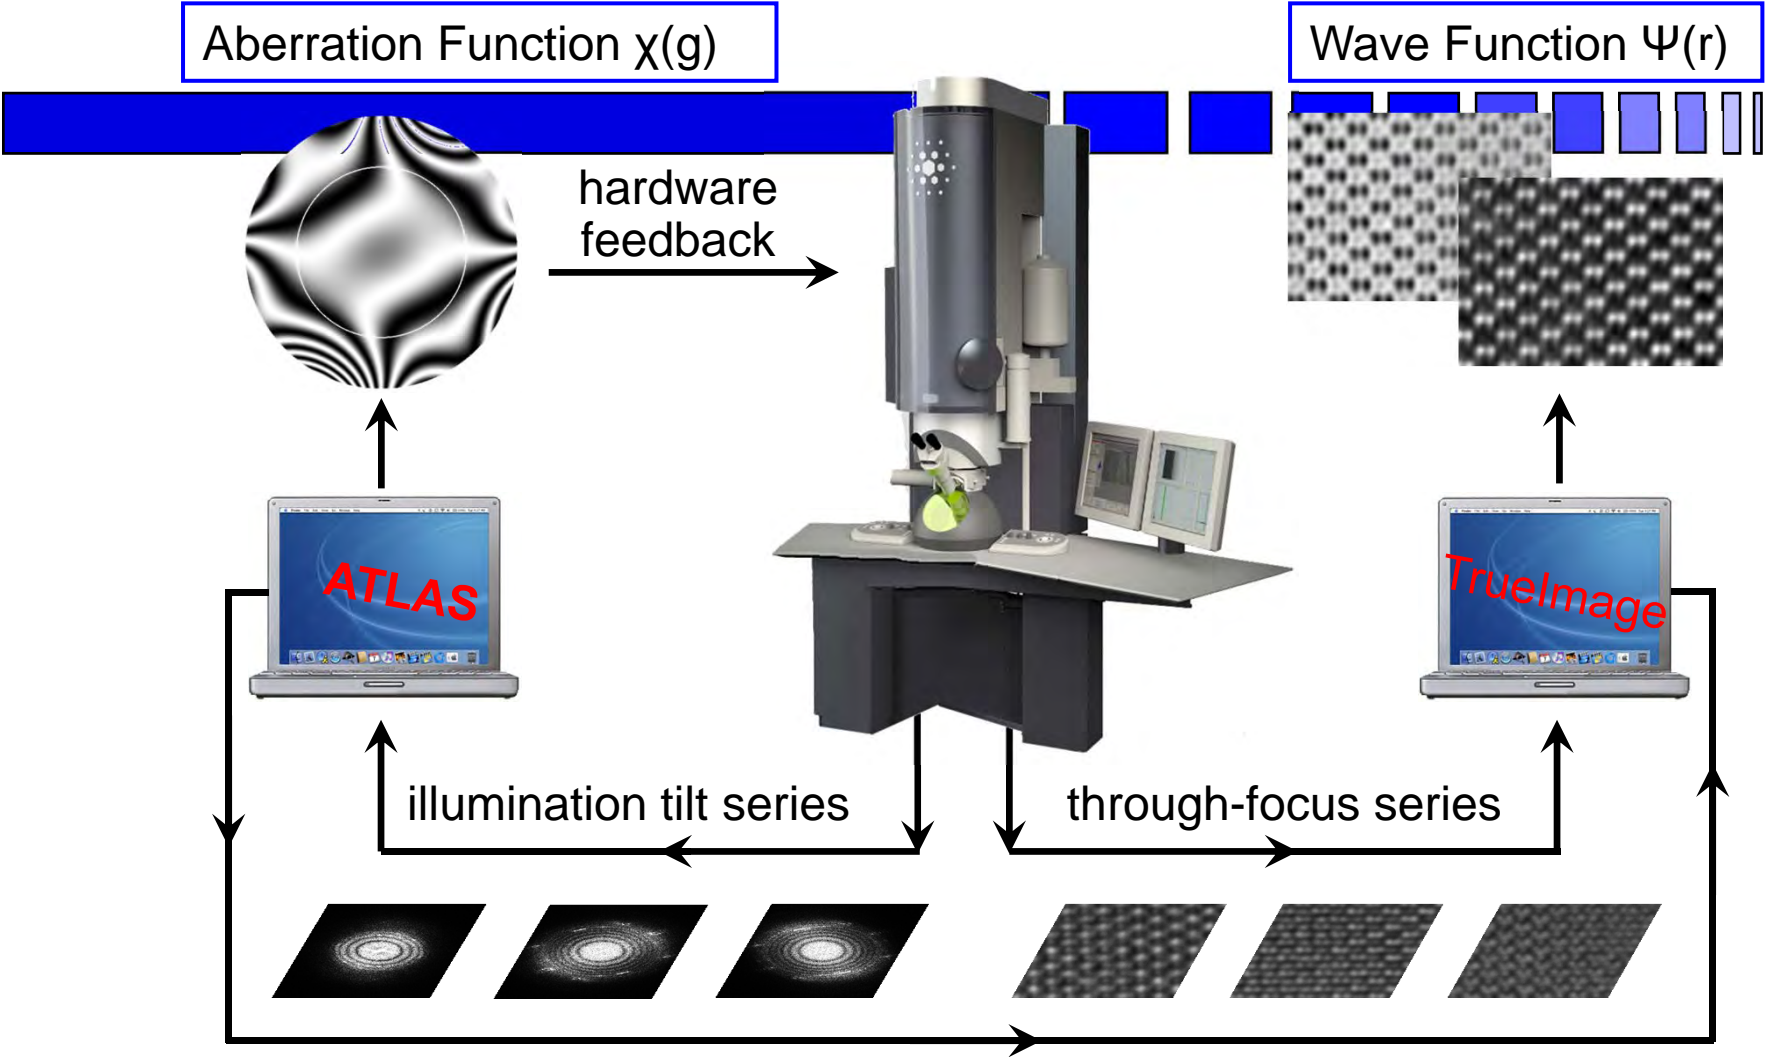 Aberration Function χ(g)
Wave Function Ψ(r)
hardware
feedback
ATLAS
TrueImage
illumination tilt series
through-focus series